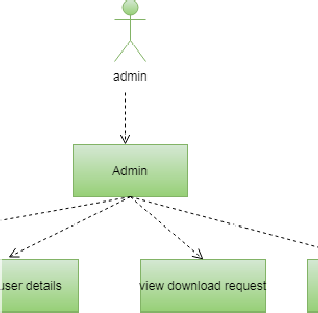 admin
Admin
user details
view download request